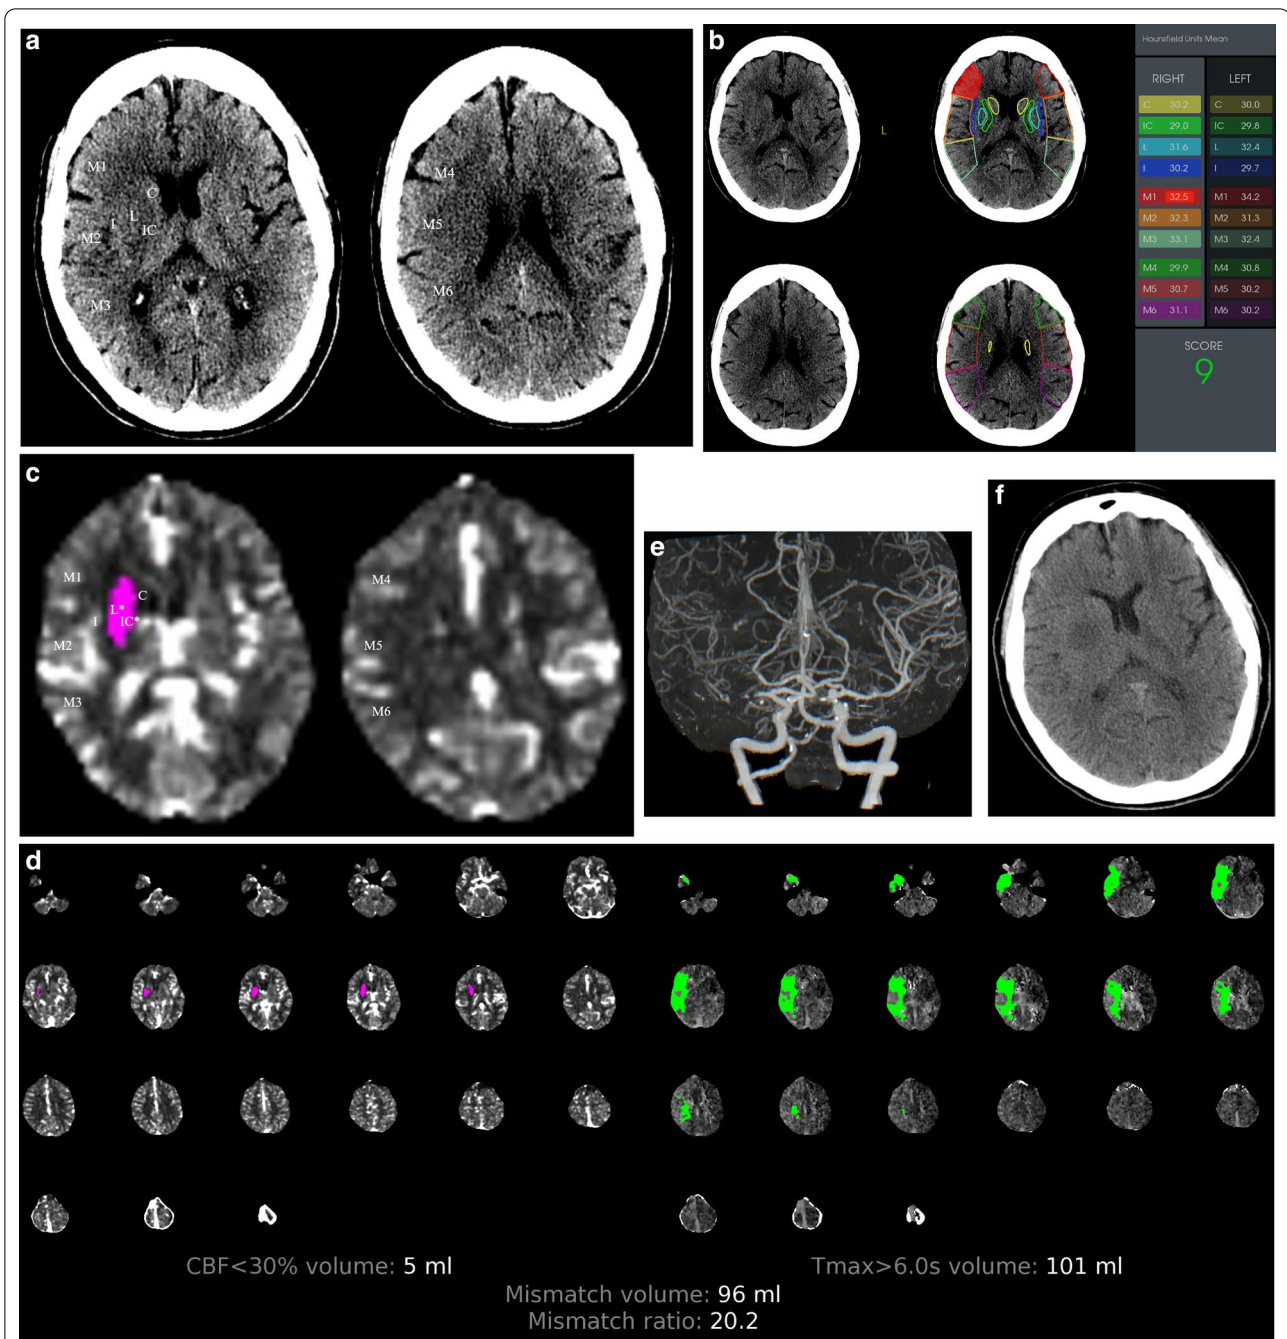 a
M1
C
L
I
IC
M2
M3
M4
M5
M6
b
L
Hounsfield Units Mean
RIGHT LEFT
C 30.2 C 30.0
IC 29.0 IC 29.8
L 31.6 L 32.4
I 30.2 I 29.7
M1 32.5 M1 34.2
M2 32.3 M2 31.3
M3 33.1 M3 32.4
M4 29.9 M4 30.8
M5 30.7 M5 30.2
M6 31.1 M6 30.2
SCORE
9
c
M1
C
L*
I IC*
M2
M3
M4
M5
M6
e
f
d
CBF<30% volume: 5 ml Tmax>6.0s volume: 101 ml
Mismatch volume: 96 ml
Mismatch ratio: 20.2